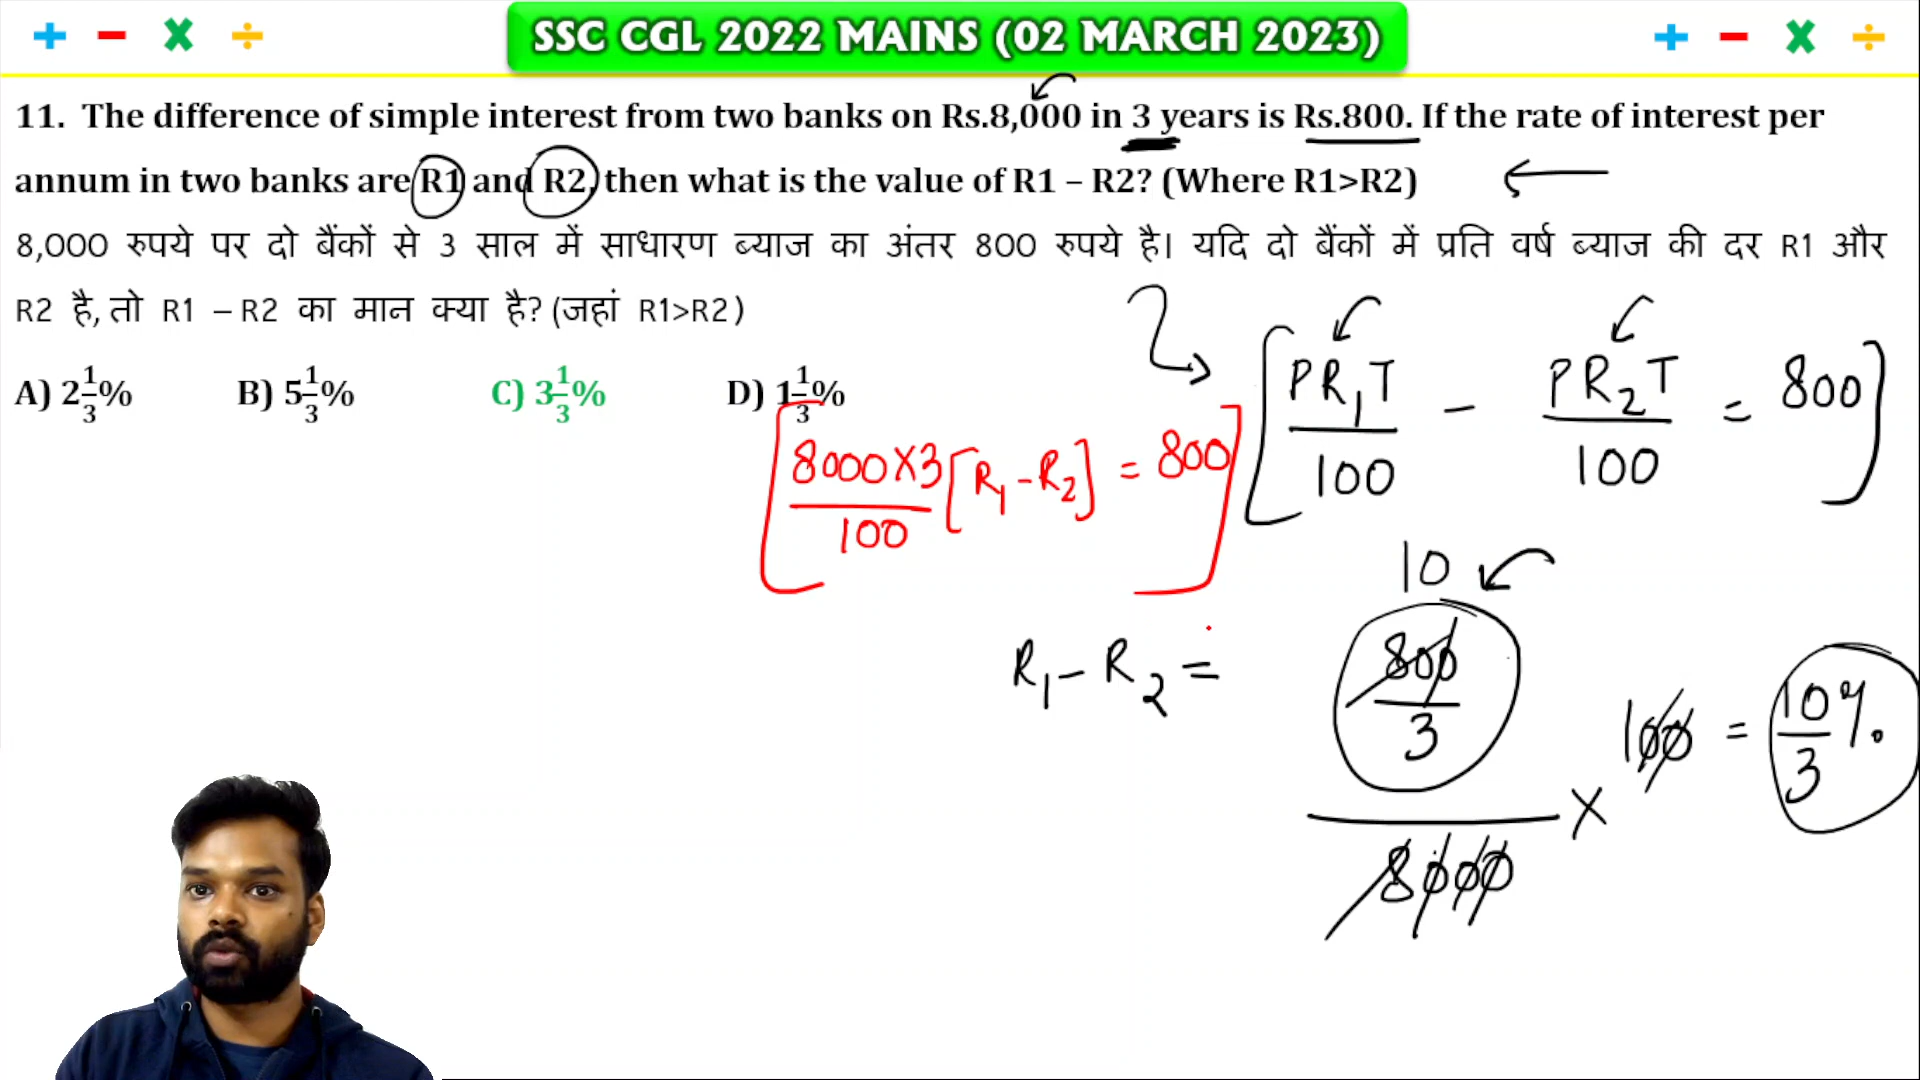 SSC CGL 2022 MAINS (02 MARCH 2023)
11. The difference of simple interest from two banks on Rs.8,000 in 3 years is Rs.800. If the rate of interest per
annum in two banks are R1 and R2, then what is the value of R1 – R2? (Where R1>R2)
8,000 रुपये पर दो बैंकों से 3 साल में साधारण ब्याज का अंतर 800 रुपये है। यदि दो बैंकों में प्रति वर्ष ब्याज की दर R1 और
R2 है, तो R1 – R2 का मान क्या है? (जहां R1>R2)
A) 2 1/3% B) 5 1/3% C) 3 1/3% D) 1 1/3%
[PR₁T/100 - PR₂T/100 = 800]
[8000×3/100 [R₁-R₂] = 800]
10
R₁-R₂ = 800/3 / 8000 × 100 = 10/3 %